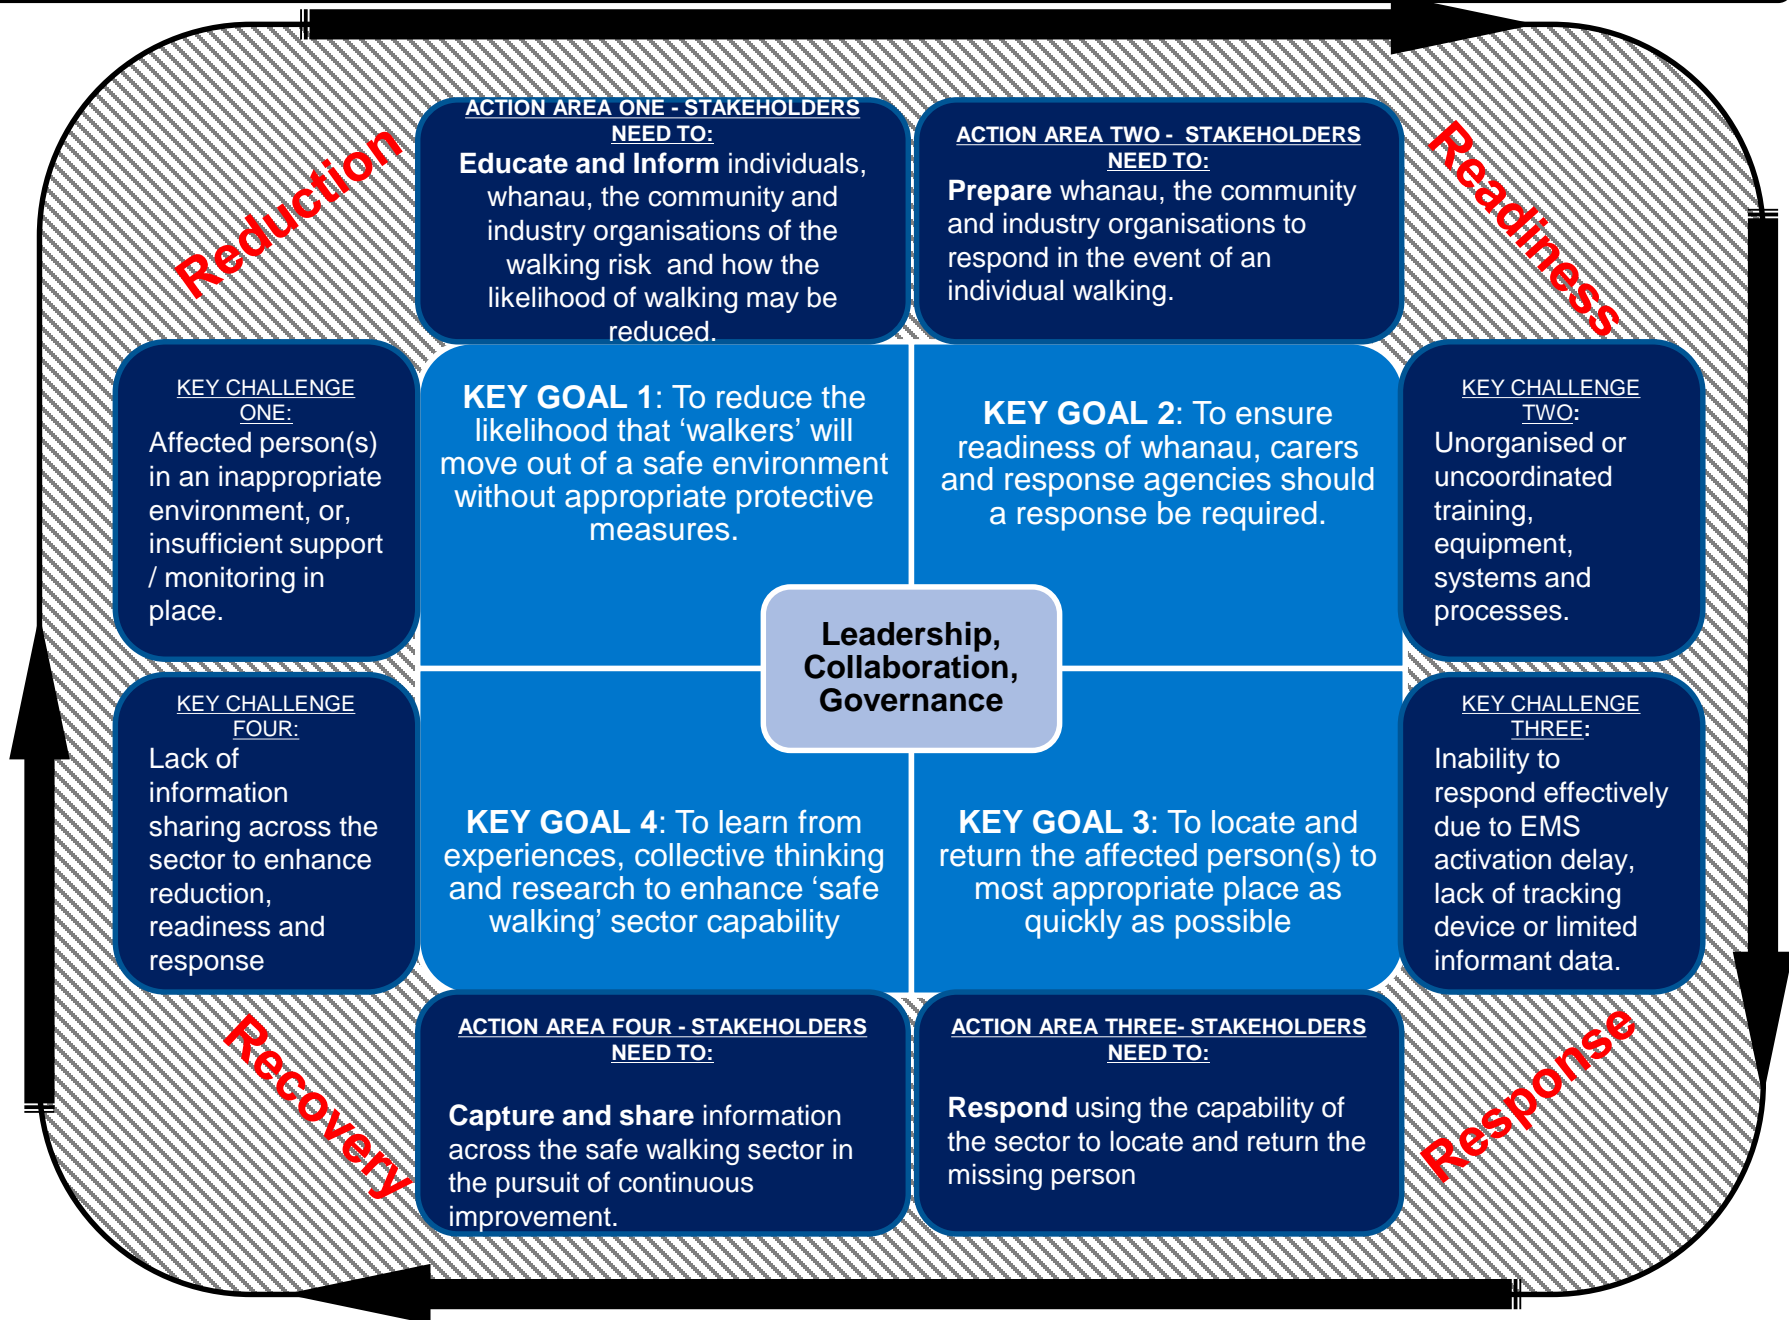 Reduction
ACTION AREA ONE - STAKEHOLDERS
NEED TO:
Educate and Inform individuals,
whanau, the community and
industry organisations of the
walking risk and how the
likelihood of walking may be
reduced.
ACTION AREA TWO - STAKEHOLDERS
NEED TO:
Prepare whanau, the community
and industry organisations to
respond in the event of an
individual walking.
Readiness
KEY CHALLENGE
ONE:
Affected person(s)
in an inappropriate
environment, or,
insufficient support
/ monitoring in
place.
KEY GOAL 1: To reduce the
likelihood that ‘walkers’ will
move out of a safe environment
without appropriate protective
measures.
KEY GOAL 2: To ensure
readiness of whanau, carers
and response agencies should
a response be required.
KEY CHALLENGE
TWO:
Unorganised or
uncoordinated
training,
equipment,
systems and
processes.
Leadership,
Collaboration,
Governance
KEY CHALLENGE
FOUR:
Lack of
information
sharing across the
sector to enhance
reduction,
readiness and
response
KEY GOAL 4: To learn from
experiences, collective thinking
and research to enhance ‘safe
walking’ sector capability
KEY GOAL 3: To locate and
return the affected person(s) to
most appropriate place as
quickly as possible
KEY CHALLENGE
THREE:
Inability to
respond effectively
due to EMS
activation delay,
lack of tracking
device or limited
informant data.
Recovery
ACTION AREA FOUR - STAKEHOLDERS
NEED TO:
Capture and share information
across the safe walking sector in
the pursuit of continuous
improvement.
ACTION AREA THREE- STAKEHOLDERS
NEED TO:
Respond using the capability of
the sector to locate and return the
missing person
Response